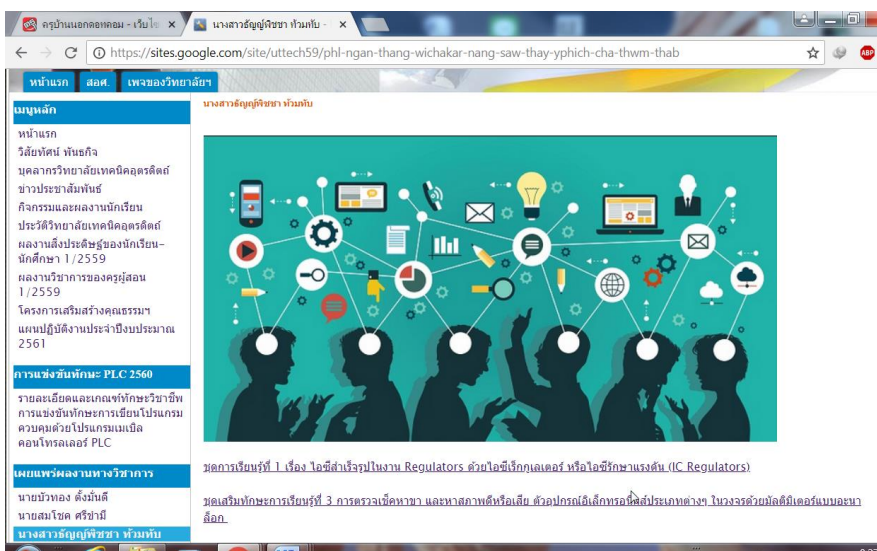 ครูบ้านนอกดอทคอม - เว็บไซ
นางสาวธัญญ์พิชชา ท้วมทับ -
https://sites.google.com/site/uttech59/phl-ngan-thang-wichakar-nang-saw-thay-yphich-cha-thwm-thab
ABP
หน้าแรก
สอศ.
เพจของวิทยาลัยฯ
เมนูหลัก
หน้าแรก
วิสัยทัศน์ พันธกิจ
บุคลากรวิทยาลัยเทคนิคอุตรดิตถ์
ข่าวประชาสัมพันธ์
กิจกรรมและผลงานนักเรียน
ประวัติวิทยาลัยเทคนิคอุตรดิตถ์
ผลงานสิ่งประดิษฐ์ของนักเรียน-
นักศึกษา 1/2559
ผลงานวิชาการของครูผู้สอน
1/2559
โครงการเสริมสร้างคุณธรรมฯ
แผนปฏิบัติงานประจำปีงบประมาณ
2561
การแข่งขันทักษะ PLC 2560
รายละเอียดและเกณฑ์ทักษะวิชาชีพ
การแข่งขันทักษะการเขียนโปรแกรม
ควบคุมด้วยโปรแกรมเมเบิล
คอนโทรลเลอร์ PLC
เผยแพร่ผลงานทางวิชาการ
นายบัวทอง ตั้งมั่นดี
นายสมโชค ศรีขำมี
นางสาวธัญญ์พิชชา ท้วมทับ
นางสาวธัญญ์พิชชา ท้วมทับ
ชุดการเรียนรู้ที่ 1 เรื่อง ไอซีสำเร็จรูปในงาน Regulators ด้วยไอซีเร็กกูเลเตอร์ หรือไอซีรักษาแรงดัน (IC Regulators)
ชุดเสริมทักษะการเรียนรู้ที่ 3 การตรวจเช็คหาขา และหาสภาพดีหรือเสีย ตัวอุปกรณ์อิเล็กทรอนิคส์ประเภทต่างๆ ในวงจรด้วยมัลติมิเตอร์แบบอะนา
ล็อก